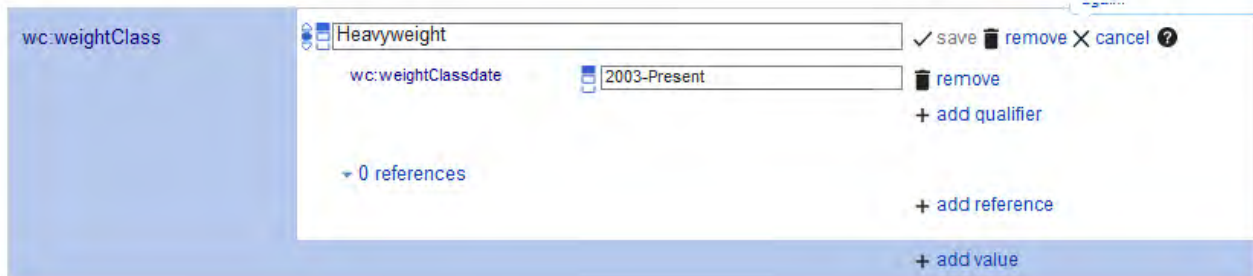 wc:weightClass
Heavyweight
save remove cancel
wc:weightClassdate
2003-Present
remove
+ add qualifier
0 references
+ add reference
+ add value